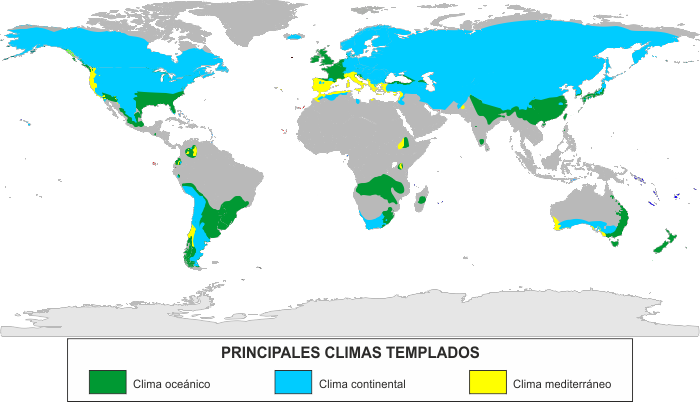 PRINCIPALES CLIMAS TEMPLADOS
Clima oceánico
Clima continental
Clima mediterráneo